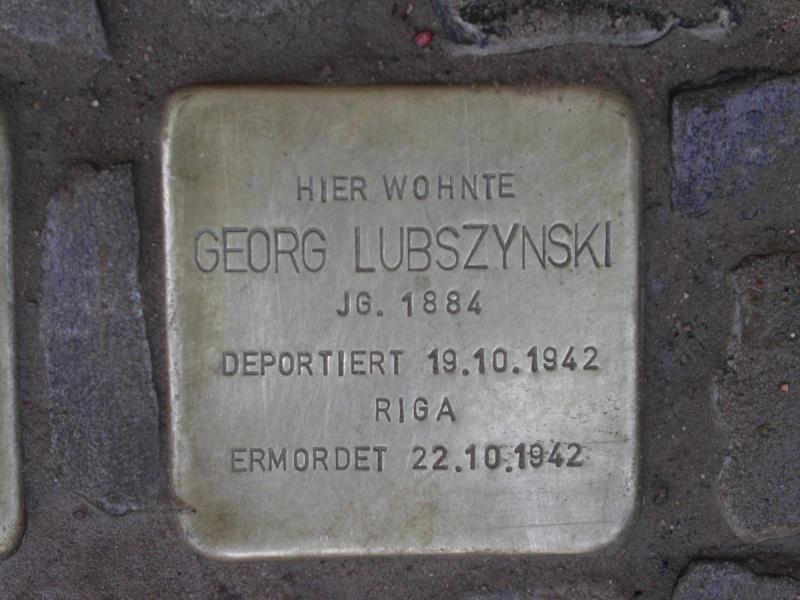 HIER WOHNTE
GEORG LUBSZYNSKI
JG. 1884
DEPORTIERT 19.10.1942
RIGA
ERMORDET 22.10.1942